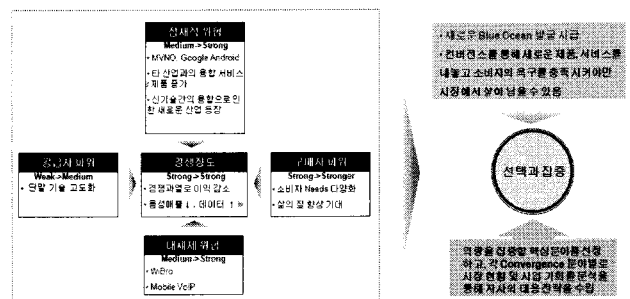 잠재적 위협
Medium->Strong
• MVNO, Google Android
• 타 산업과의 융합 서비스
제품 증가
• 신기술간의 융합으로 인
한 새로운 산업 등장
공급자 파워
Weak->Medium
• 단말 기술 고도화
경쟁강도
Strong->Strong
• 경쟁과열로 이익 감소
• 음성매출 ↓, 데이터 ↑
구매자 파워
Strong->Stronger
• 소비자 Needs 다양화
• 삶의 질 향상 기대
대체재 위협
Medium->Strong
• WiBro
• Mobile VoIP
• 새로운 Blue Ocean 발굴 시급
• 컨버전스를 통해 새로운 제품, 서비스를
내놓고 소비자의 욕구를 충족 시켜야만
시장에서 살아 남을 수 있음
선택과 집중
역량을 집중할 핵심분야를 선정
하고, 각 Convergence 분야별로
시장 현황 및 사업 기회를 분석을
통해 자사의 대응전략을 수립